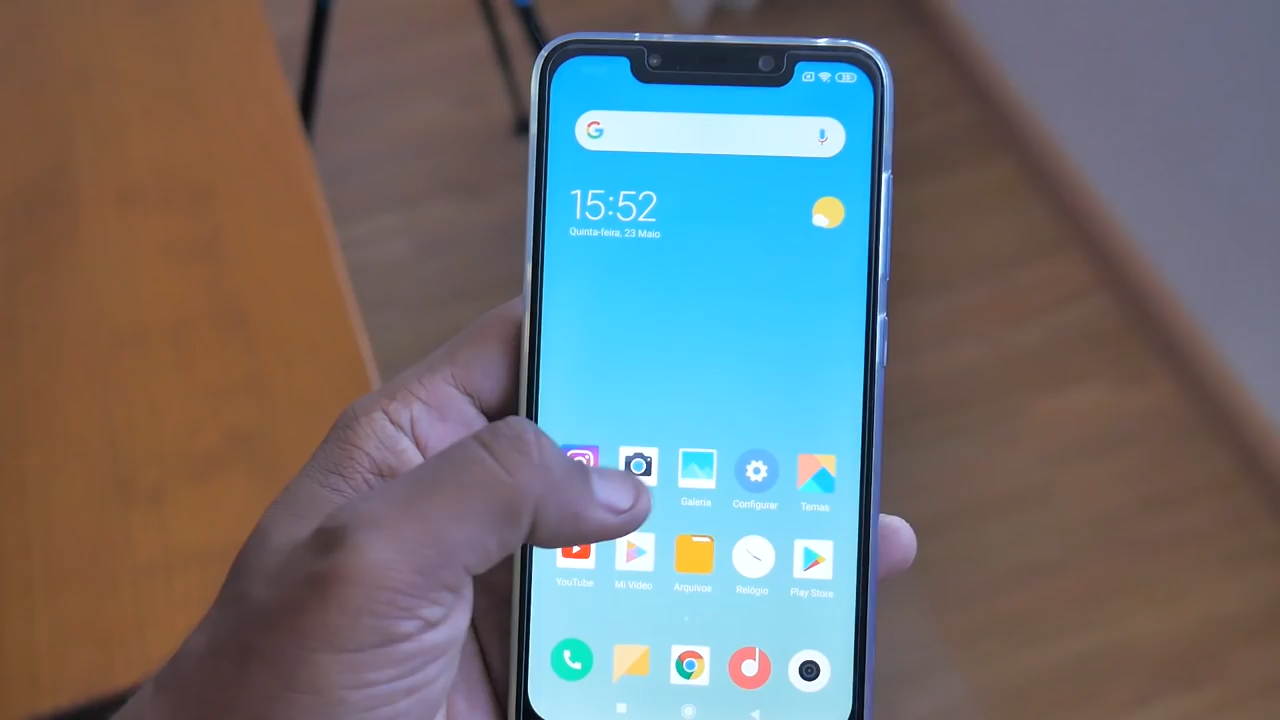 15:52
Quinta-feira, 23 Maio
Galeria
Configurar
Temas
YouTube
Mi Vídeo
Arquivos
Relógio
Play Store